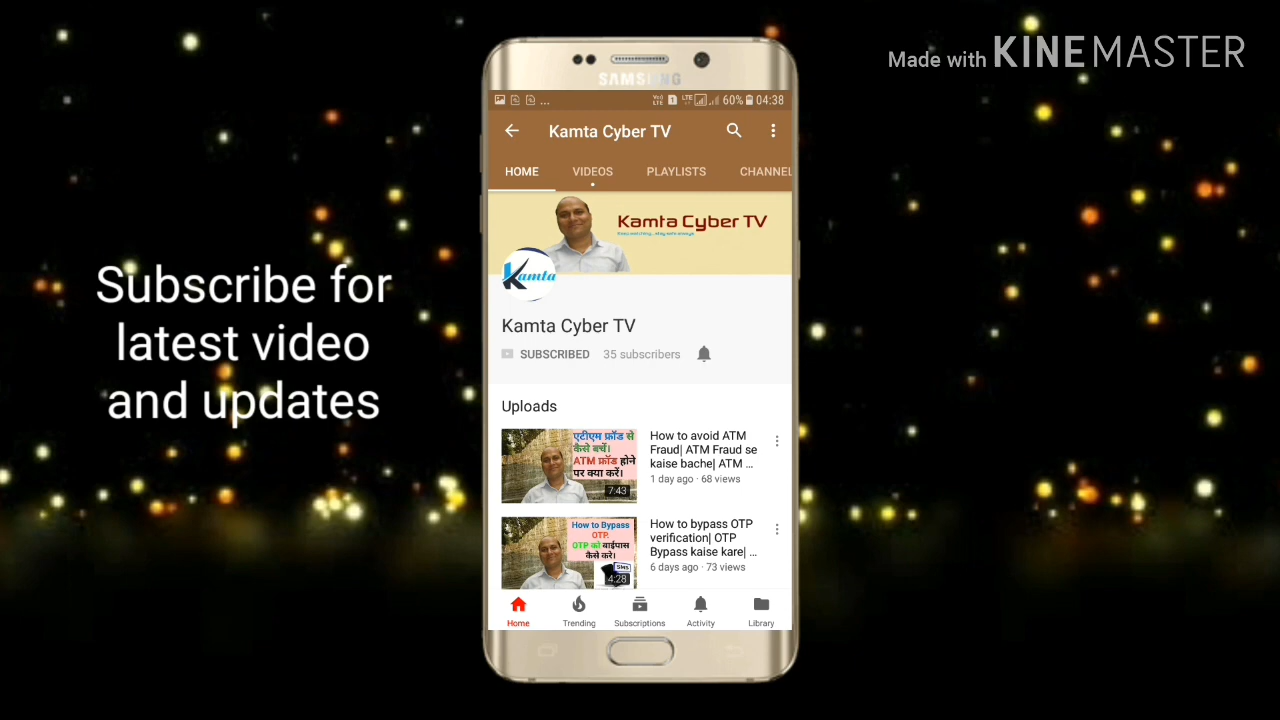 Made with KINEMASTER
SAMSUNG
60% 04:38
Kamta Cyber TV
HOME VIDEOS PLAYLISTS CHANNEL
Kamta Cyber TV
Kamta
Kamta Cyber TV
SUBSCRIBED 35 subscribers
Subscribe for
latest video
and updates
Uploads
एटीएम फ्रॉड से
कैसे बचें।
ATM फ्रॉड होने
पर क्या करें।
7:43
How to avoid ATM
Fraud| ATM Fraud se
kaise bache| ATM ...
1 day ago · 68 views
How to Bypass
OTP.
OTP को बाईपास
कैसे करे।
SMS
4:28
How to bypass OTP
verification| OTP
Bypass kaise kare| ...
6 days ago · 73 views
Home Trending Subscriptions Activity Library